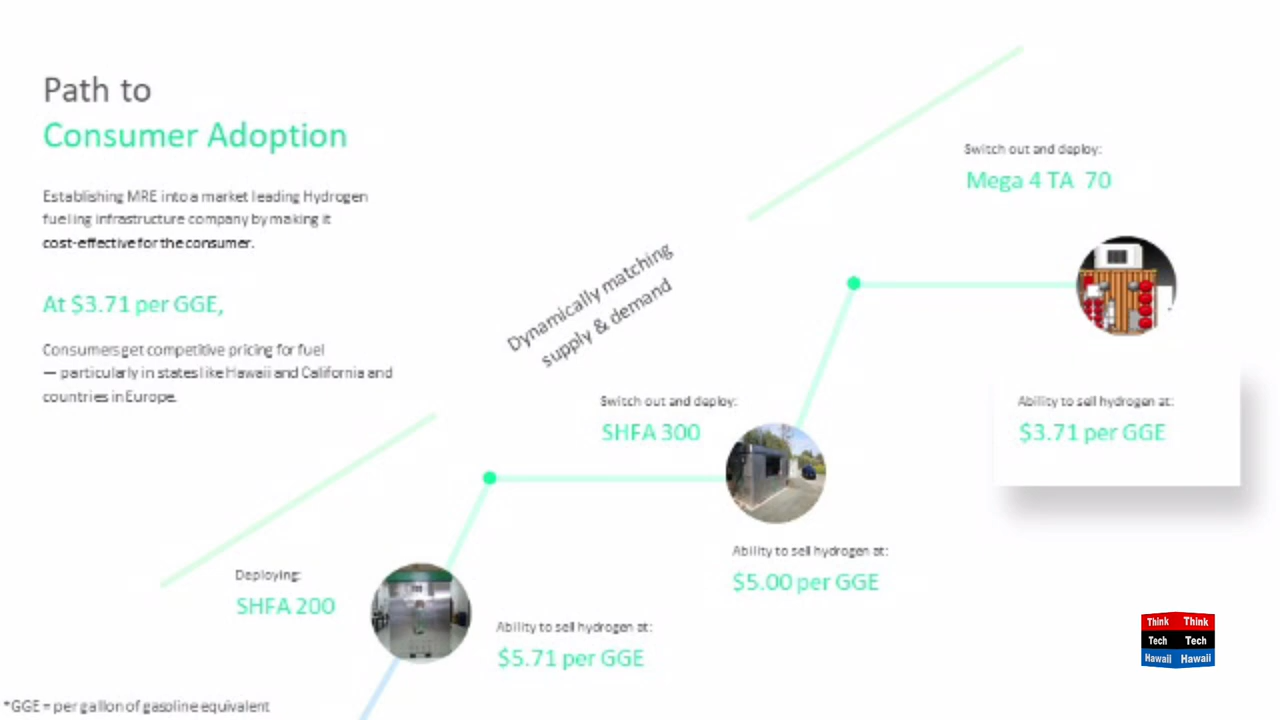 Path to
Consumer Adoption
Establishing MRE into a market leading Hydrogen
fueling infrastructure company by making it
cost-effective for the consumer.
At $3.71 per GGE,
Consumers get competitive pricing for fuel
— particularly in states like Hawaii and California and
countries in Europe.
Dynamically matching
supply & demand
Switch out and deploy:
Mega 4 TA 70
Ability to sell hydrogen at:
$3.71 per GGE
Switch out and deploy:
SHFA 300
Ability to sell hydrogen at:
$5.00 per GGE
Deploying:
SHFA 200
Ability to sell hydrogen at:
$5.71 per GGE
*GGE = per gallon of gasoline equivalent
Think Think
Tech Tech
Hawaii Hawaii